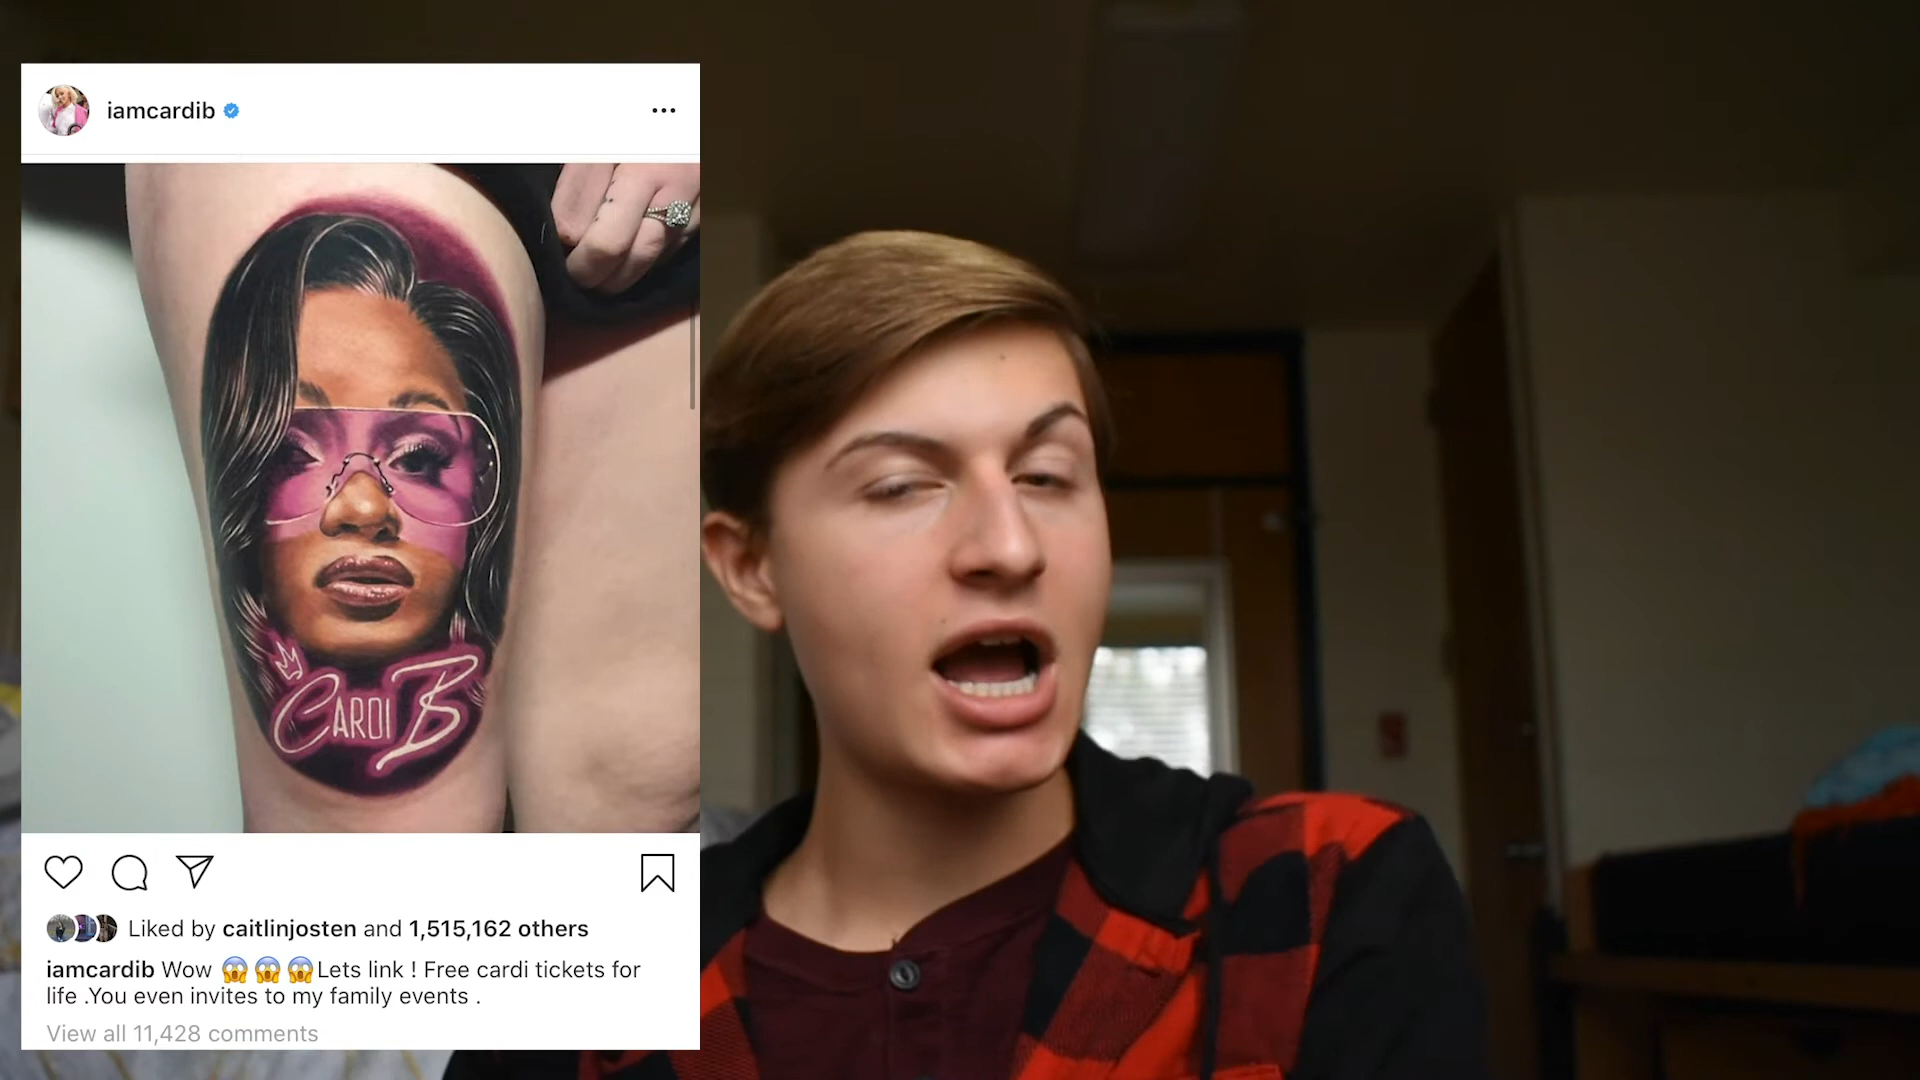 iamcardib
CARDI B
Liked by caitlinjosten and 1,515,162 others
iamcardib Wow 😱😱😱Lets link ! Free cardi tickets for
life .You even invites to my family events .
View all 11,428 comments